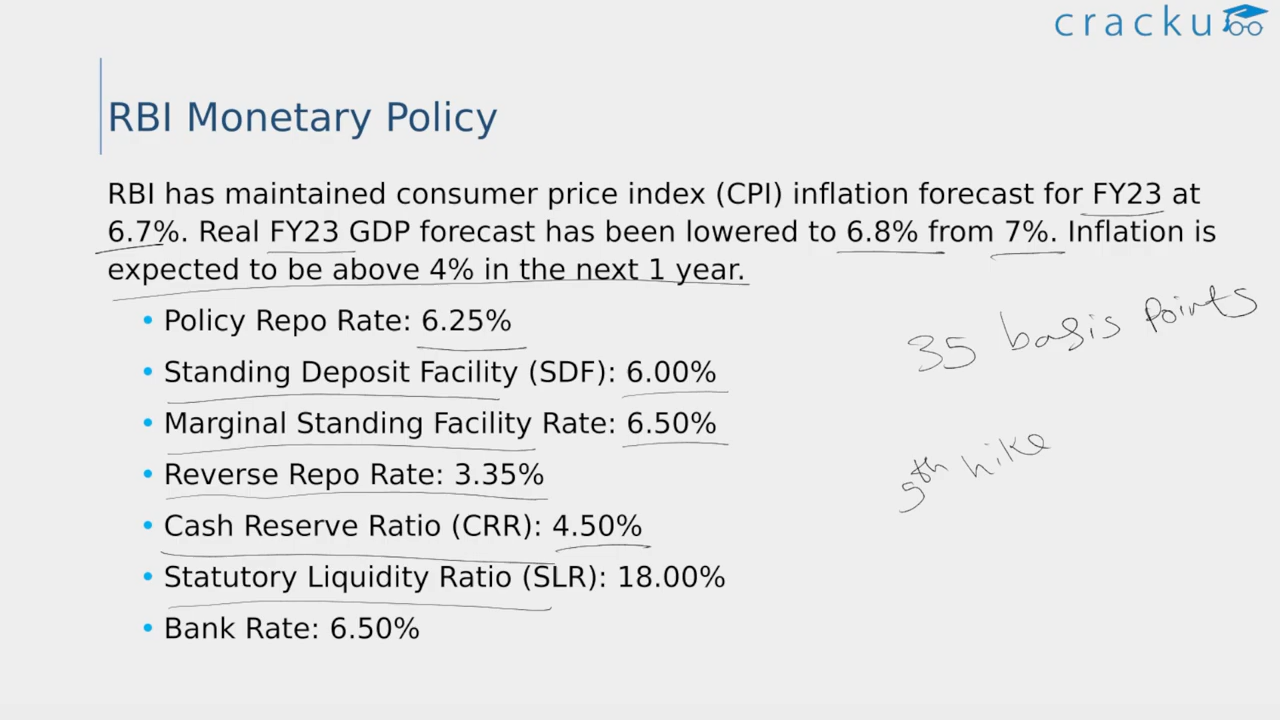 cracku
RBI Monetary Policy
RBI has maintained consumer price index (CPI) inflation forecast for FY23 at
6.7%. Real FY23 GDP forecast has been lowered to 6.8% from 7%. Inflation is
expected to be above 4% in the next 1 year.
• Policy Repo Rate: 6.25%
• Standing Deposit Facility (SDF): 6.00%
• Marginal Standing Facility Rate: 6.50%
• Reverse Repo Rate: 3.35%
• Cash Reserve Ratio (CRR): 4.50%
• Statutory Liquidity Ratio (SLR): 18.00%
• Bank Rate: 6.50%
35 basis points
5th hike